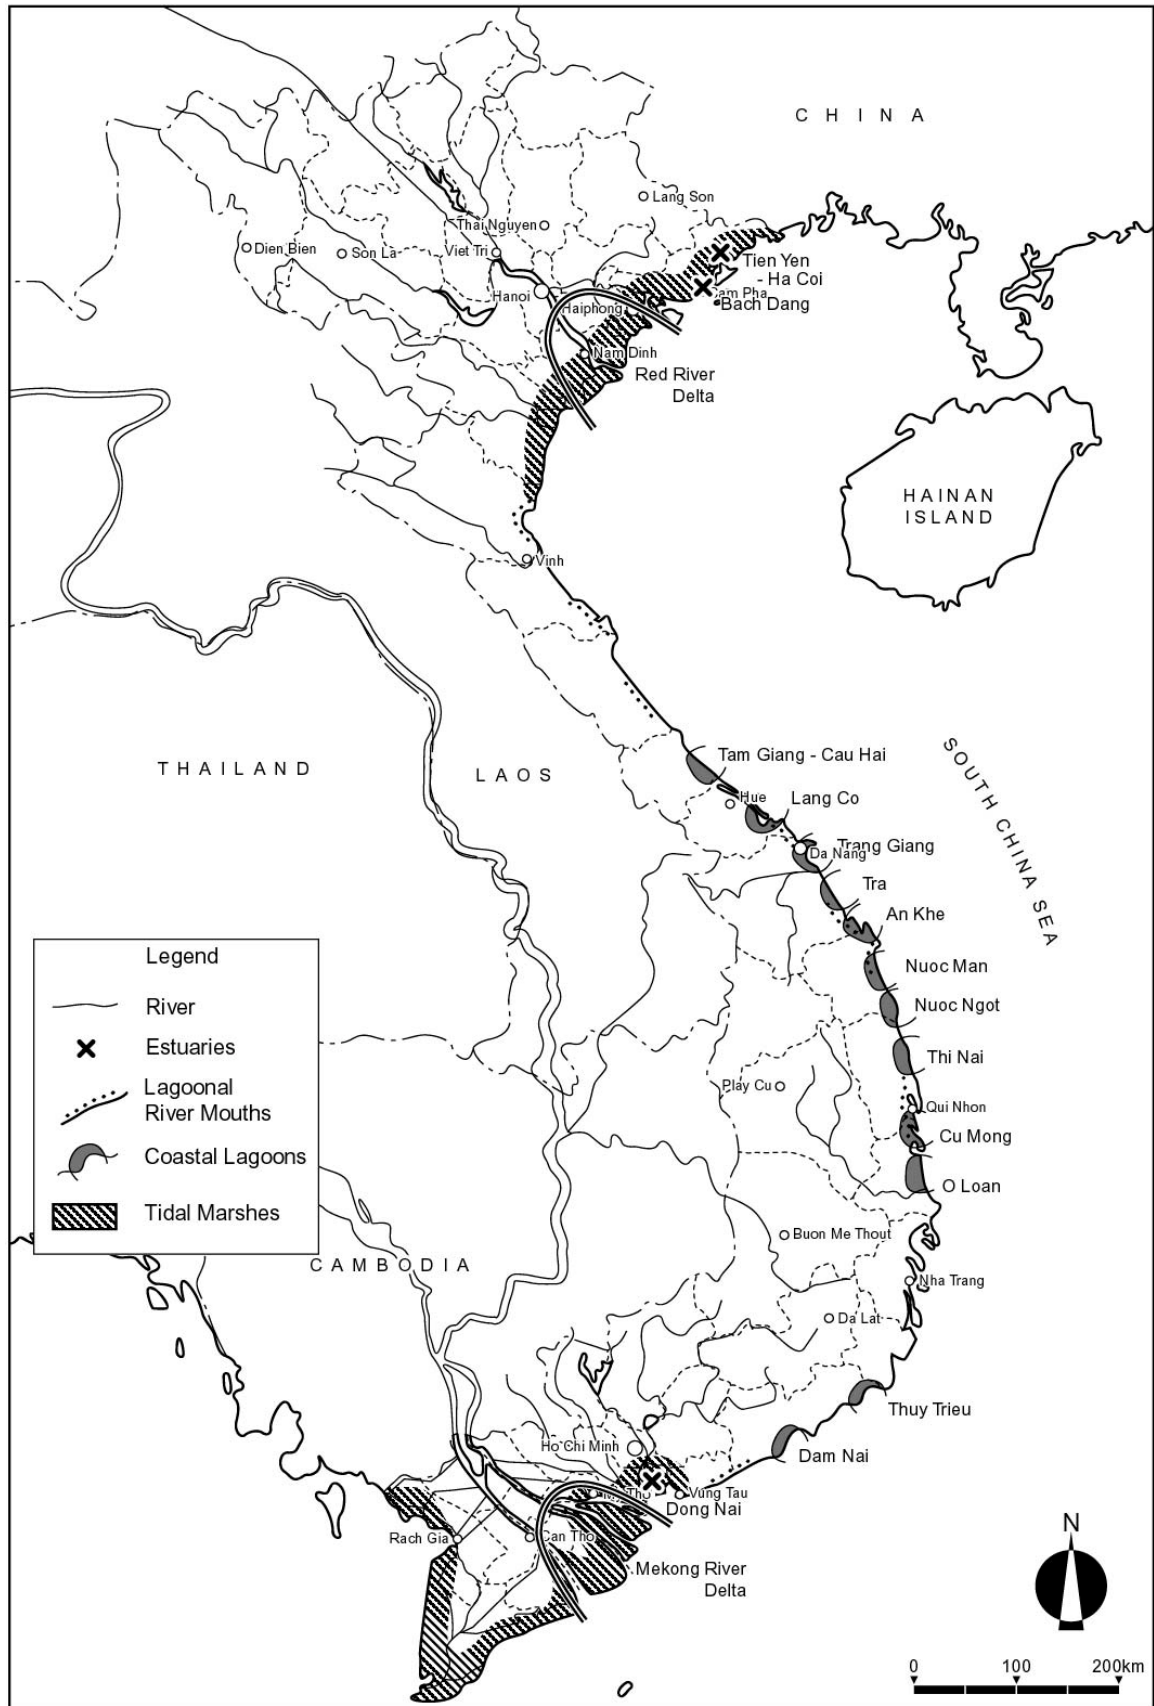 CHINA
Lang Son
Thai Nguyen
Dien Bien
Son La
Viet Tri
Tien Yen
- Ha Coi
Hanoi
Cam Pha
Bach Dang
Haiphong
Nam Dinh
Red River
Delta
HAINAN
ISLAND
Vinh
THAILAND
LAOS
SOUTH CHINA SEA
Tam Giang - Cau Hai
Hue
Lang Co
Trang Giang
Da Nang
Tra
An Khe
Nuoc Man
Nuoc Ngot
Thi Nai
Play Cu
Qui Nhon
Cu Mong
O Loan
Legend
River
Estuaries
Lagoonal
River Mouths
Coastal Lagoons
Tidal Marshes
CAMBODIA
Buon Me Thout
Nha Trang
Da Lat
Thuy Trieu
Ho Chi Minh
Dam Nai
My Tho
Vung Tau
Dong Nai
Rach Gia
Can Tho
Mekong River
Delta
N
0 100 200km